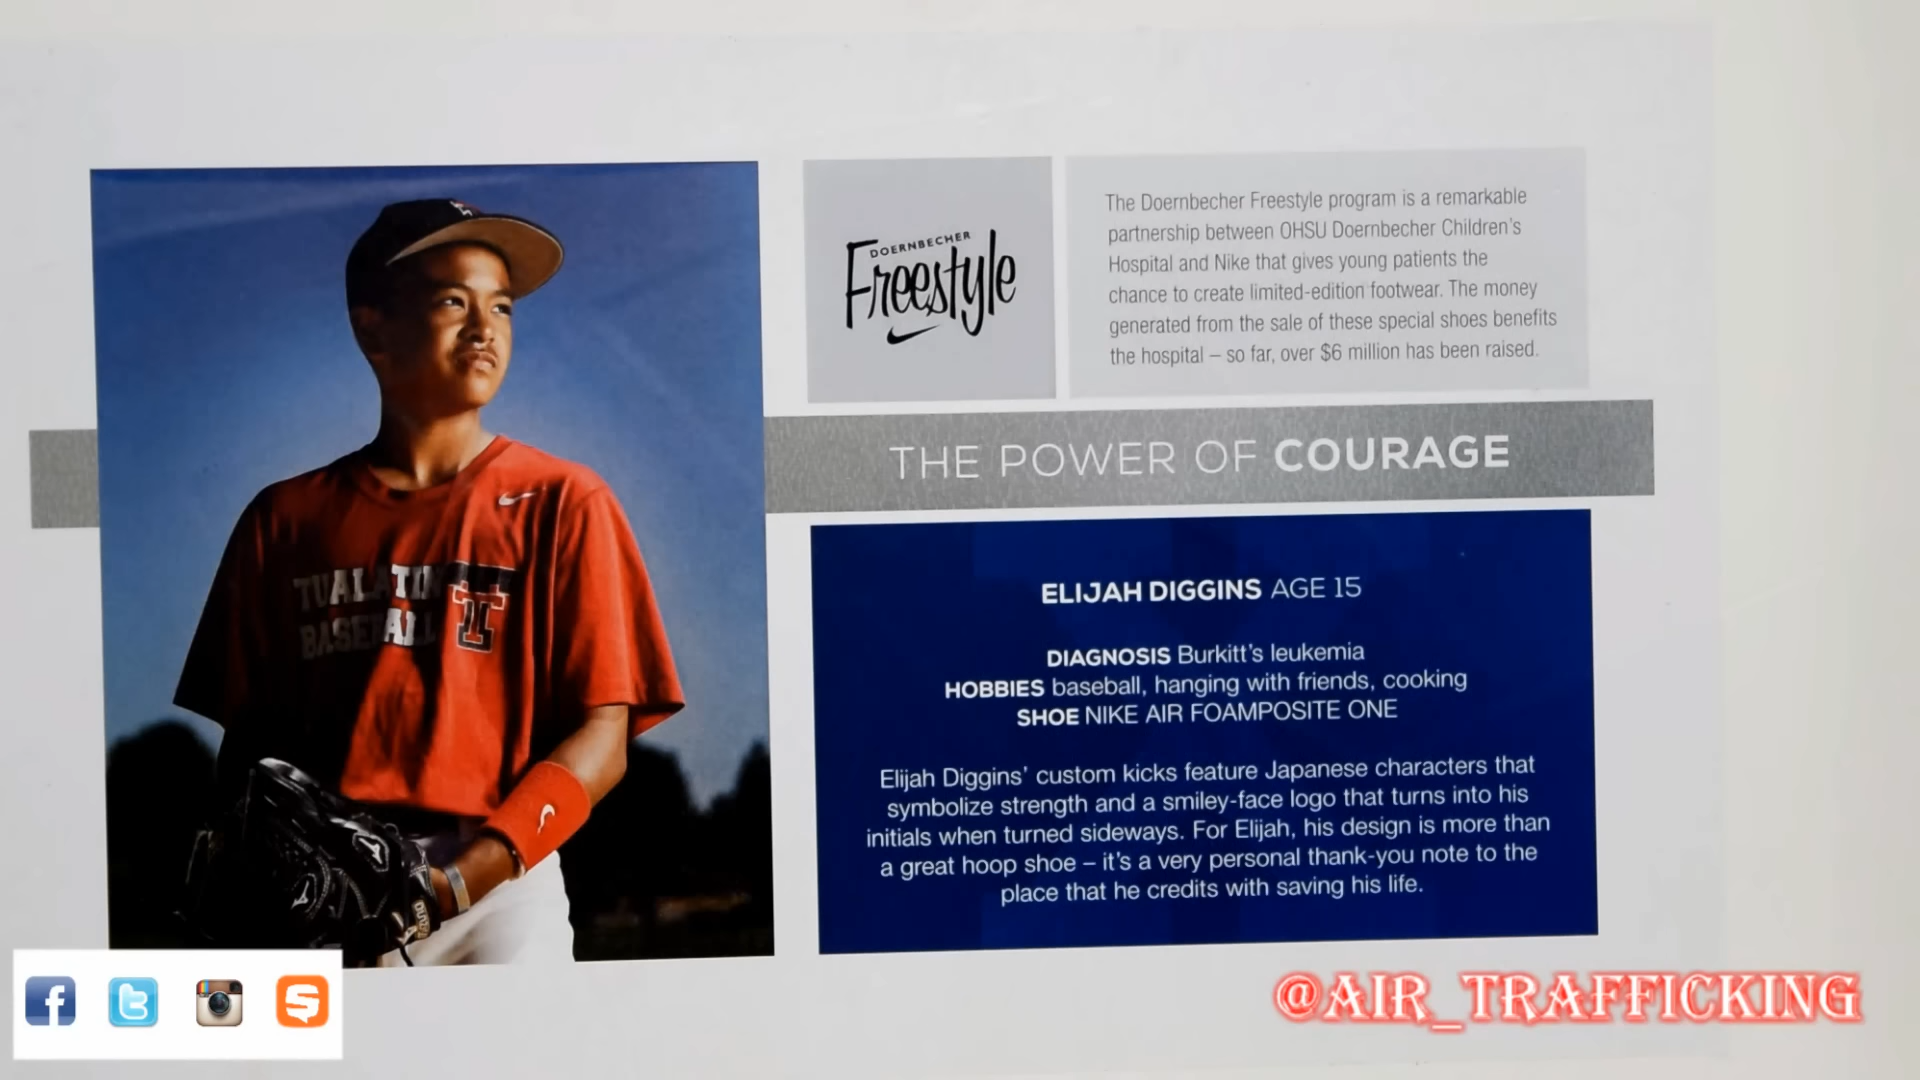 DOERNBECHER
Freestyle
The Doernbecher Freestyle program is a remarkable
partnership between OHSU Doernbecher Children's
Hospital and Nike that gives young patients the
chance to create limited-edition footwear. The money
generated from the sale of these special shoes benefits
the hospital – so far, over $6 million has been raised.
THE POWER OF COURAGE
TUALATIN
BASEBALL
T
ELIJAH DIGGINS AGE 15
DIAGNOSIS Burkitt's leukemia
HOBBIES baseball, hanging with friends, cooking
SHOE NIKE AIR FOAMPOSITE ONE
Elijah Diggins' custom kicks feature Japanese characters that
symbolize strength and a smiley-face logo that turns into his
initials when turned sideways. For Elijah, his design is more than
a great hoop shoe – it's a very personal thank-you note to the
place that he credits with saving his life.
@AIR_TRAFFICKING